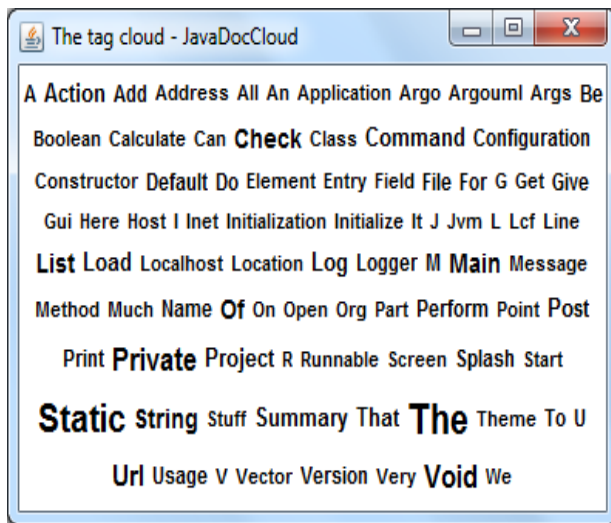 The tag cloud - JavaDocCloud
A Action Add Address All An Application Argo Argouml Args Be
Boolean Calculate Can Check Class Command Configuration
Constructor Default Do Element Entry Field File For G Get Give
Gui Here Host I Inet Initialization Initialize It J Jvm L Lcf Line
List Load Localhost Location Log Logger M Main Message
Method Much Name Of On Open Org Part Perform Point Post
Print Private Project R Runnable Screen Splash Start
Static String Stuff Summary That The Theme To U
Url Usage V Vector Version Very Void We